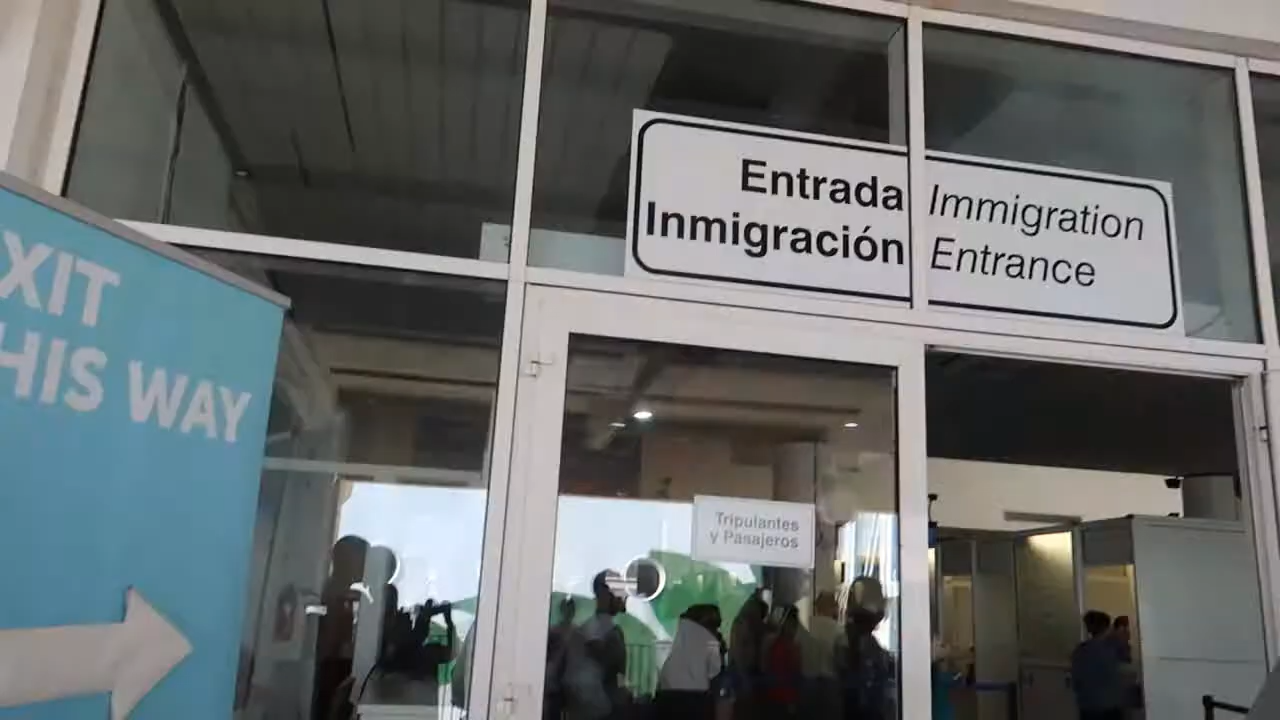 XIT
HIS WAY
Entrada
Inmigración
Immigration
Entrance
Tripulantes
y Pasajeros